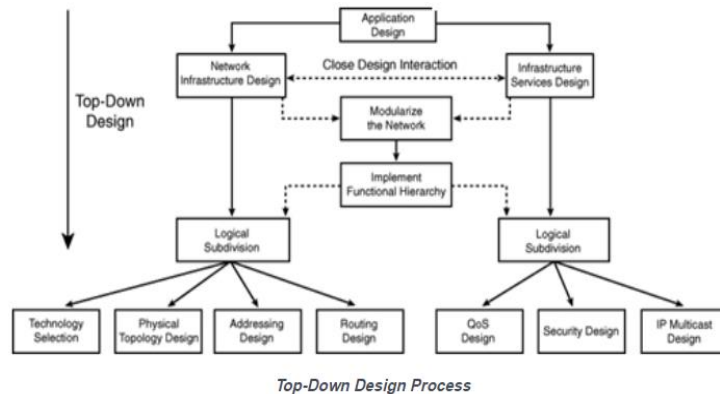 Application
Design
Network
Infrastructure Design
Close Design Interaction
Infrastructure
Services Design
Top-Down
Design
Modularize
the Network
Implement
Functional Hierarchy
Logical
Subdivision
Logical
Subdivision
Technology
Selection
Physical
Topology Design
Addressing
Design
Routing
Design
QoS
Design
Security Design
IP Multicast
Design
Top-Down Design Process